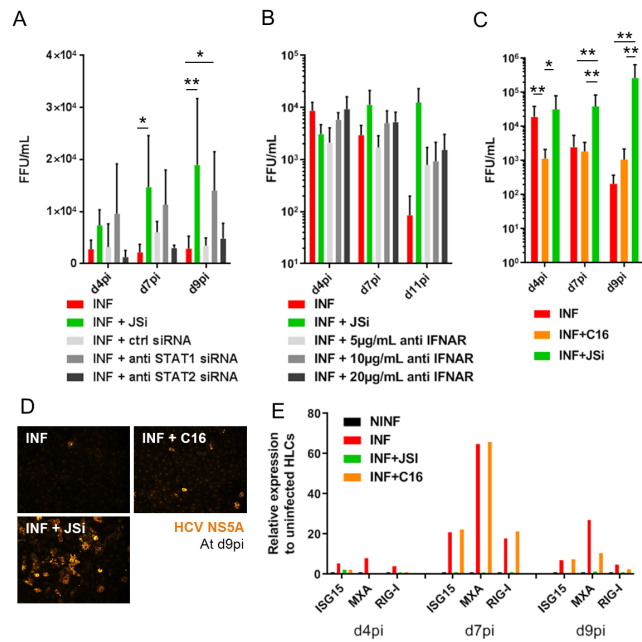 A
4×10⁴
3×10⁴
2×10⁴
1×10⁴
0
FFU/mL
d4pi
d7pi
d9pi
*
**
*
INF
INF + JSi
INF + ctrl siRNA
INF + anti STAT1 siRNA
INF + anti STAT2 siRNA
B
10⁵
10⁴
10³
10²
10¹
FFU/mL
d4pi
d7pi
d11pi
INF
INF + JSi
INF + 5µg/mL anti IFNAR
INF + 10µg/mL anti IFNAR
INF + 20µg/mL anti IFNAR
C
10⁶
10⁵
10⁴
10³
10²
10¹
10⁰
FFU/mL
** *
**
**
**
**
d4pi
d7pi
d9pi
INF
INF+C16
INF+JSi
D
INF
INF + C16
INF + JSi
HCV NS5A
At d9pi
E
Relative expression
to uninfected HLCs
80
60
40
20
0
NINF
INF
INF+JSI
INF+C16
ISG15 MXA RIG-I ISG15 MXA RIG-I ISG15 MXA RIG-I
d4pi d7pi d9pi